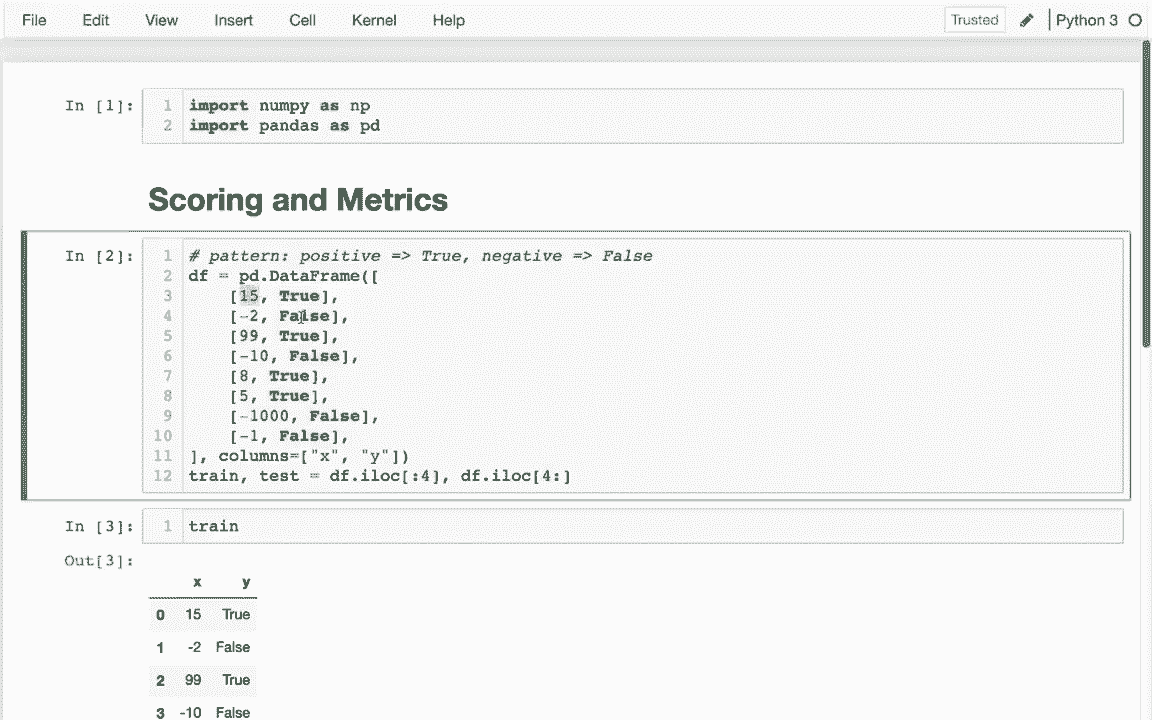 File Edit View Insert Cell Kernel Help Trusted Python 3
In [1]:
1 import numpy as np
2 import pandas as pd
Scoring and Metrics
In [2]:
1 # pattern: positive => True, negative => False
2 df = pd.DataFrame([
3 [15, True],
4 [-2, False],
5 [99, True],
6 [-10, False],
7 [8, True],
8 [5, True],
9 [-1000, False],
10 [-1, False],
11 ], columns=["x", "y"])
12 train, test = df.iloc[:4], df.iloc[4:]
In [3]:
1 train
Out[3]:
x y
0 15 True
1 -2 False
2 99 True
3 -10 False